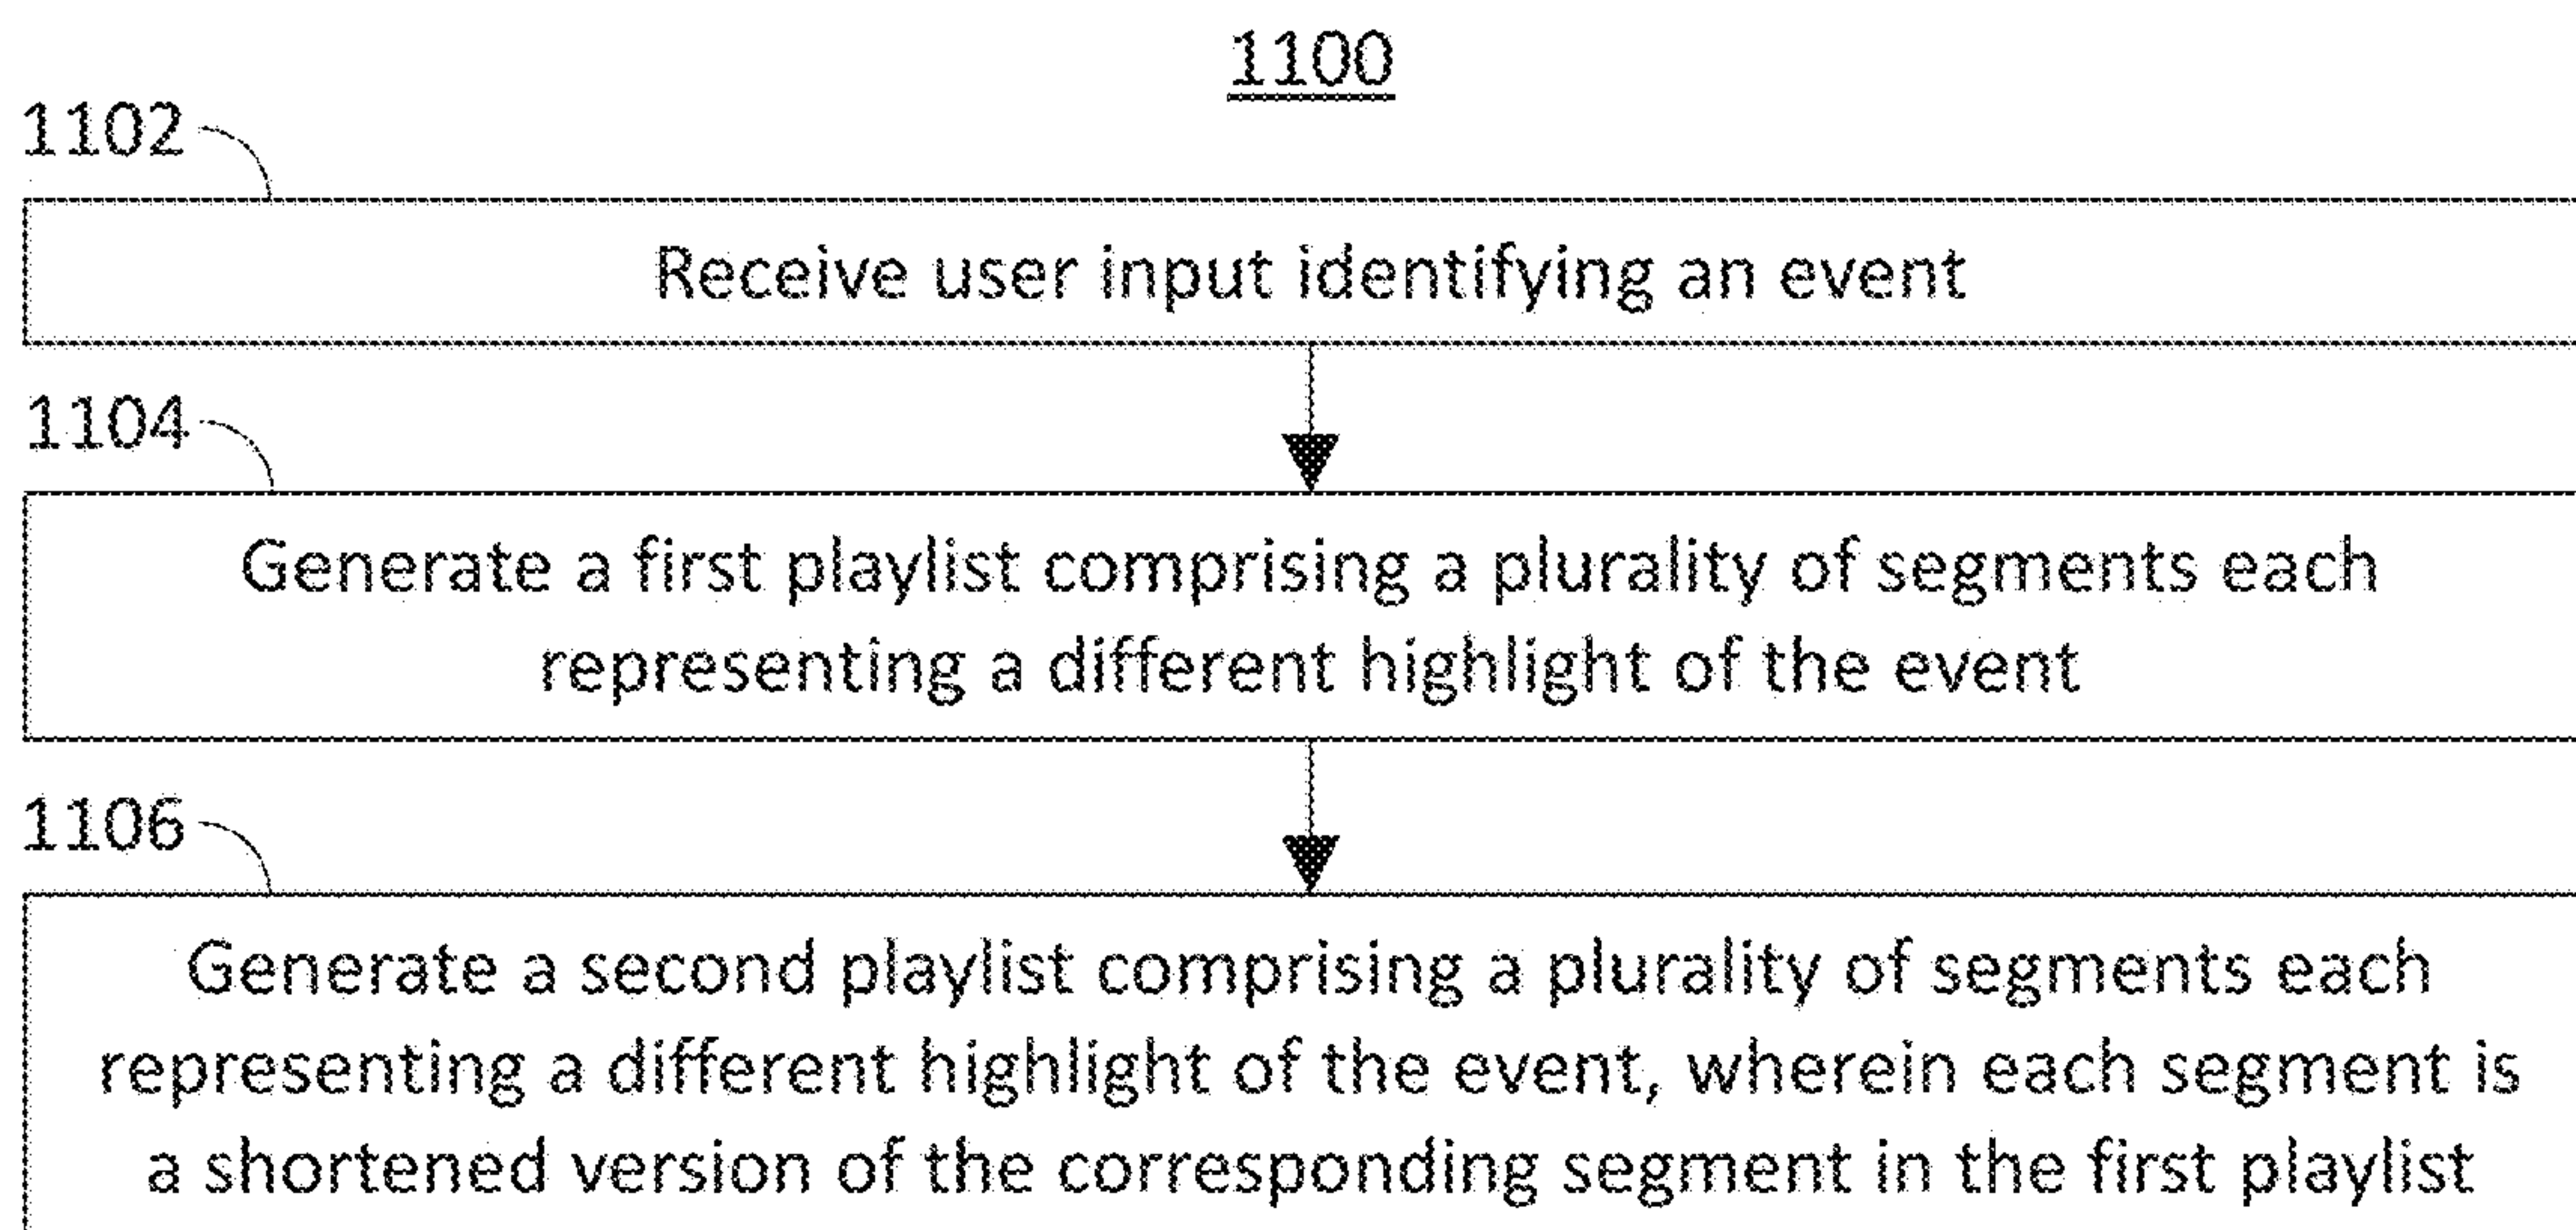 1100
1102
Receive user input identifying an event
1104
Generate a first playlist comprising a plurality of segments each
representing a different highlight of the event
1106
Generate a second playlist comprising a plurality of segments each
representing a different highlight of the event, wherein each segment is
a shortened version of the corresponding segment in the first playlist